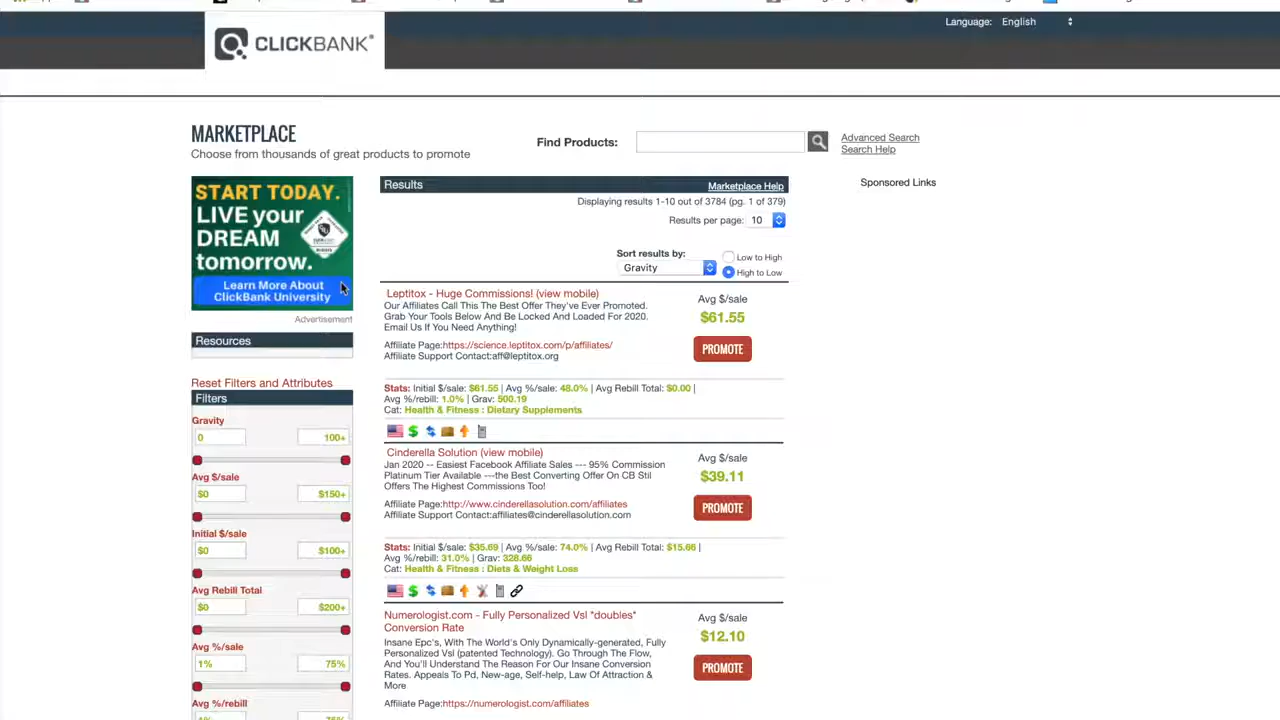 Language: English
CLICKBANK®
MARKETPLACE
Choose from thousands of great products to promote
Find Products:
Advanced Search
Search Help
START TODAY.
LIVE your
DREAM
tomorrow.
Learn More About
ClickBank University
Advertisement
Resources
Reset Filters and Attributes
Filters
Gravity
0 100+
Avg $/sale
$0 $150+
Initial $/sale
$0 $100+
Avg Rebill Total
$0 $200+
Avg %/sale
1% 75%
Avg %/rebill
Results Marketplace Help
Displaying results 1-10 out of 3784 (pg. 1 of 379)
Results per page: 10
Sort results by:
Gravity
Low to High
High to Low
Leptitox - Huge Commissions! (view mobile)
Our Affiliates Call This The Best Offer They've Ever Promoted.
Grab Your Tools Below And Be Locked And Loaded For 2020.
Email Us If You Need Anything!
Affiliate Page:https://science.leptitox.com/p/affiliates/
Affiliate Support Contact:aff@leptitox.org
Avg $/sale
$61.55
PROMOTE
Stats: Initial $/sale: $61.55 | Avg %/sale: 48.0% | Avg Rebill Total: $0.00 |
Avg %/rebill: 1.0% | Grav: 500.19
Cat: Health & Fitness : Dietary Supplements
Cinderella Solution (view mobile)
Jan 2020 -- Easiest Facebook Affiliate Sales --- 95% Commission
Platinum Tier Available ---the Best Converting Offer On CB Stil
Offers The Highest Commissions Too!
Affiliate Page:http://www.cinderellasolution.com/affiliates
Affiliate Support Contact:affiliates@cinderellasolution.com
Avg $/sale
$39.11
PROMOTE
Stats: Initial $/sale: $35.69 | Avg %/sale: 74.0% | Avg Rebill Total: $15.66 |
Avg %/rebill: 31.0% | Grav: 328.66
Cat: Health & Fitness : Diets & Weight Loss
Numerologist.com - Fully Personalized Vsl *doubles*
Conversion Rate
Insane Epc's, With The World's Only Dynamically-generated, Fully
Personalized Vsl (patented Technology). Go Through The Flow,
And You'll Understand The Reason For Our Insane Conversion
Rates. Appeals To Pd, New-age, Self-help, Law Of Attraction &
More
Affiliate Page:https://numerologist.com/affiliates
Avg $/sale
$12.10
PROMOTE
Sponsored Links